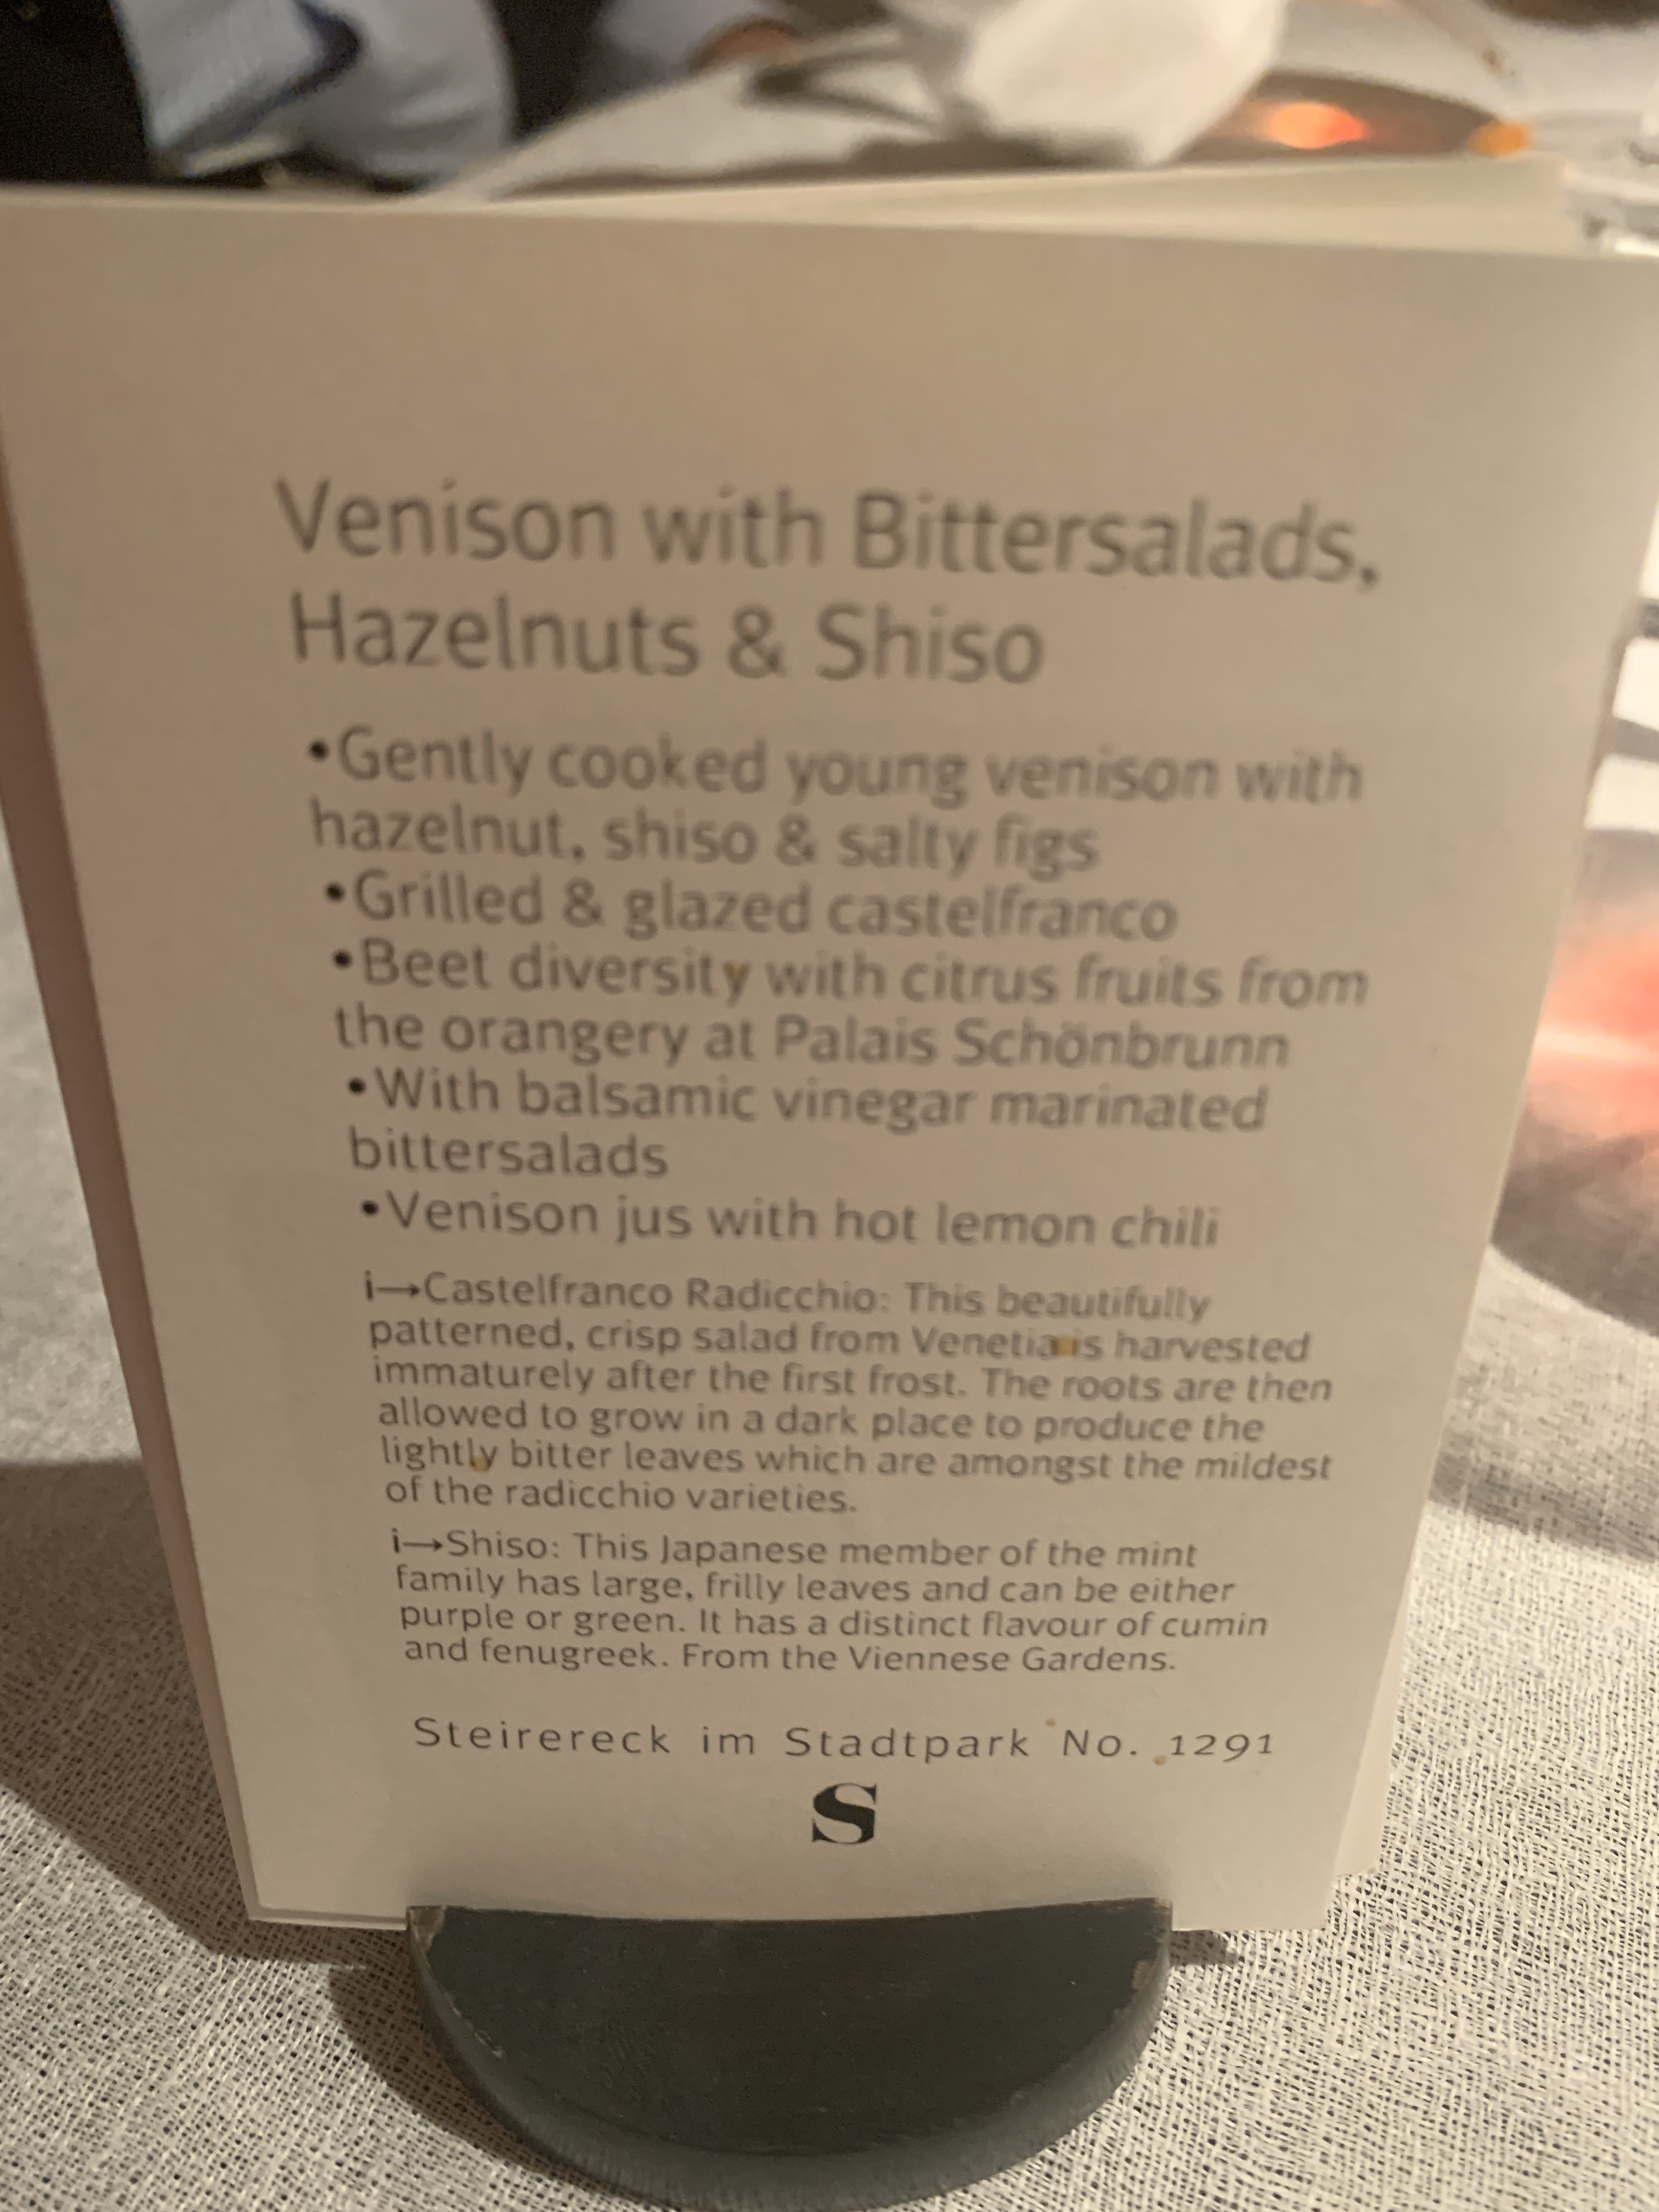 Venison with Bittersalads,
Hazelnuts & Shiso
•Gently cooked young venison with
hazelnut, shiso & salty figs
•Grilled & glazed castelfranco
•Beet diversity with citrus fruits from
the orangery at Palais Schönbrunn
•With balsamic vinegar marinated
bittersalads
•Venison jus with hot lemon chili
i→Castelfranco Radicchio: This beautifully
patterned, crisp salad from Venetia is harvested
immaturely after the first frost. The roots are then
allowed to grow in a dark place to produce the
lightly bitter leaves which are amongst the mildest
of the radicchio varieties.
i→Shiso: This Japanese member of the mint
family has large, frilly leaves and can be either
purple or green. It has a distinct flavour of cumin
and fenugreek. From the Viennese Gardens.
Steirereck im Stadtpark No. 1291
S